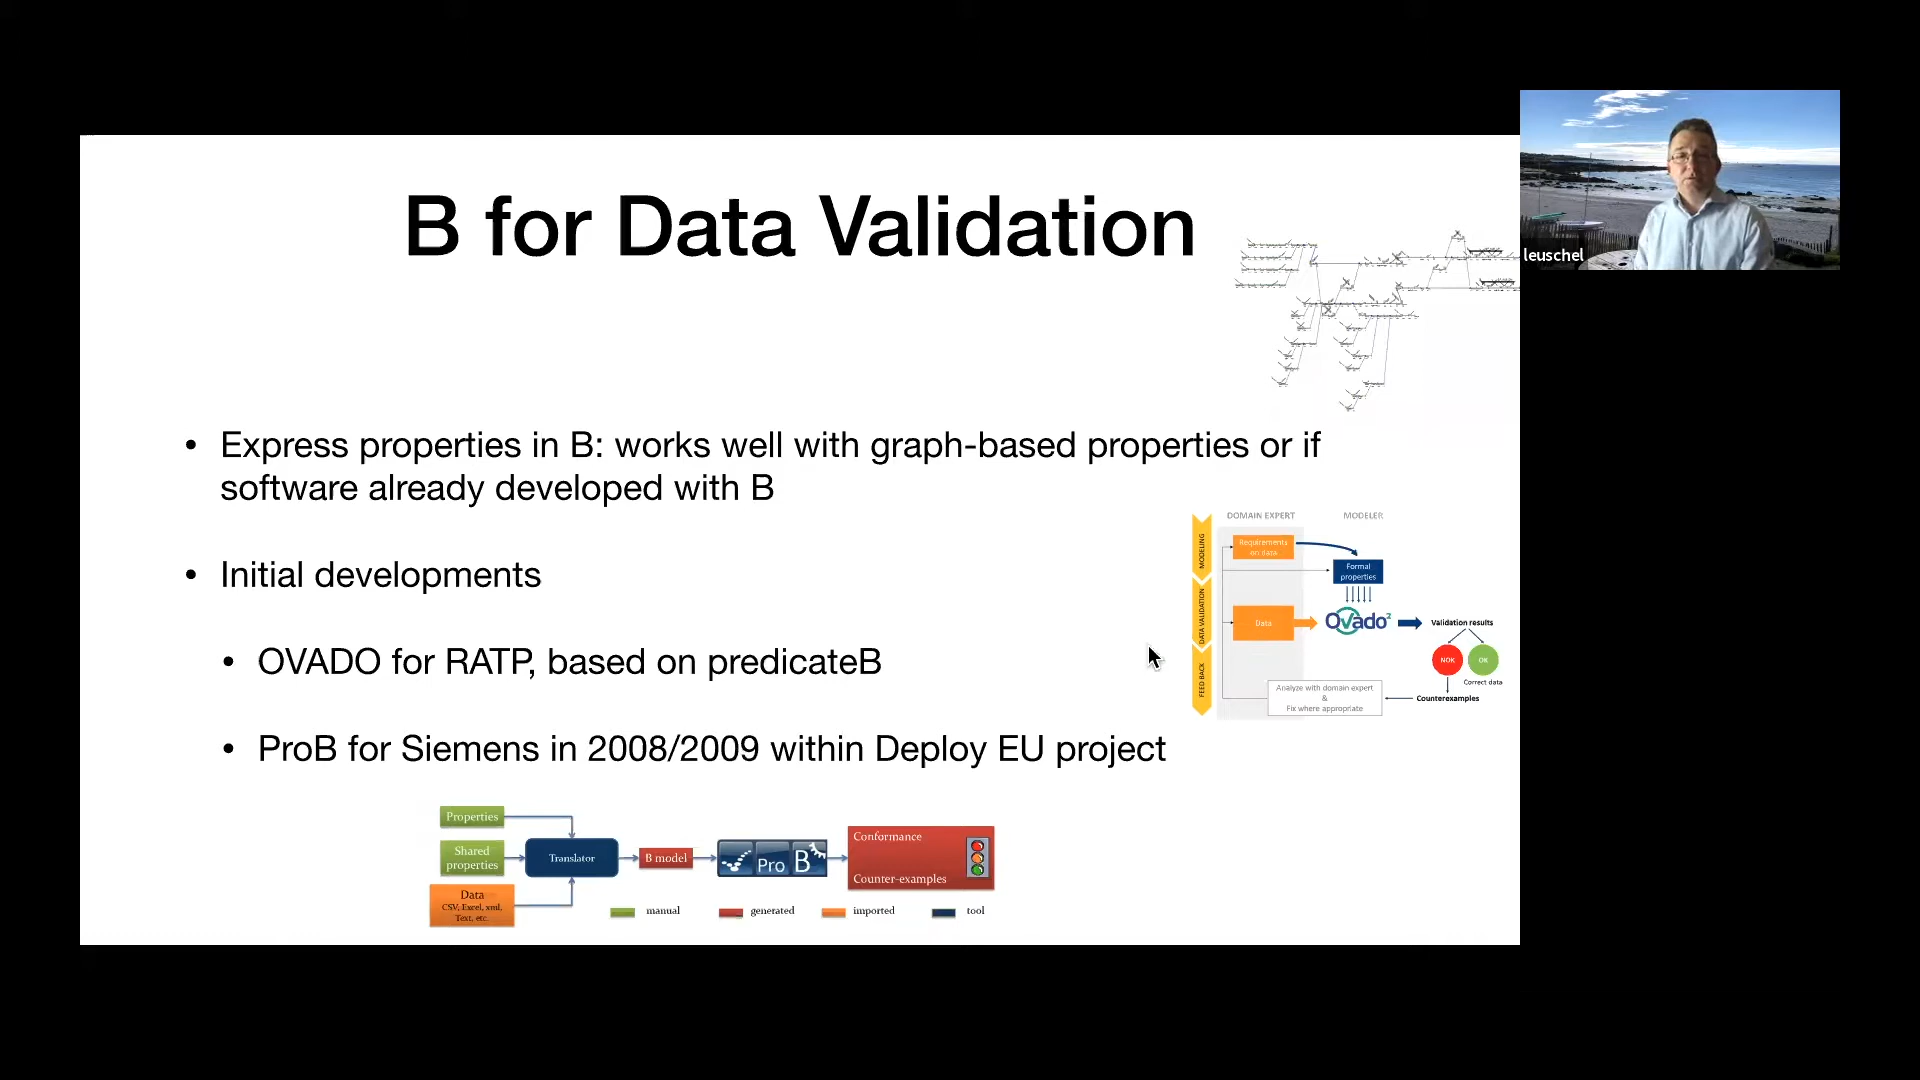 B for Data Validation
leuschel
• Express properties in B: works well with graph-based properties or if
software already developed with B
• Initial developments
• OVADO for RATP, based on predicateB
• ProB for Siemens in 2008/2009 within Deploy EU project
DOMAIN EXPERT
MODELER
MODELING
DATA VALIDATION
FEED BACK
Requirements
on data
Formal
properties
Data
Ovado²
Validation results
NOK
OK
Correct data
Counterexamples
Analyze with domain expert
&
Fix where appropriate
Properties
Shared
properties
Data
CSV, Excel, xml,
Text, etc.
Translator
B model
Pro B
Conformance
Counter-examples
manual
generated
imported
tool